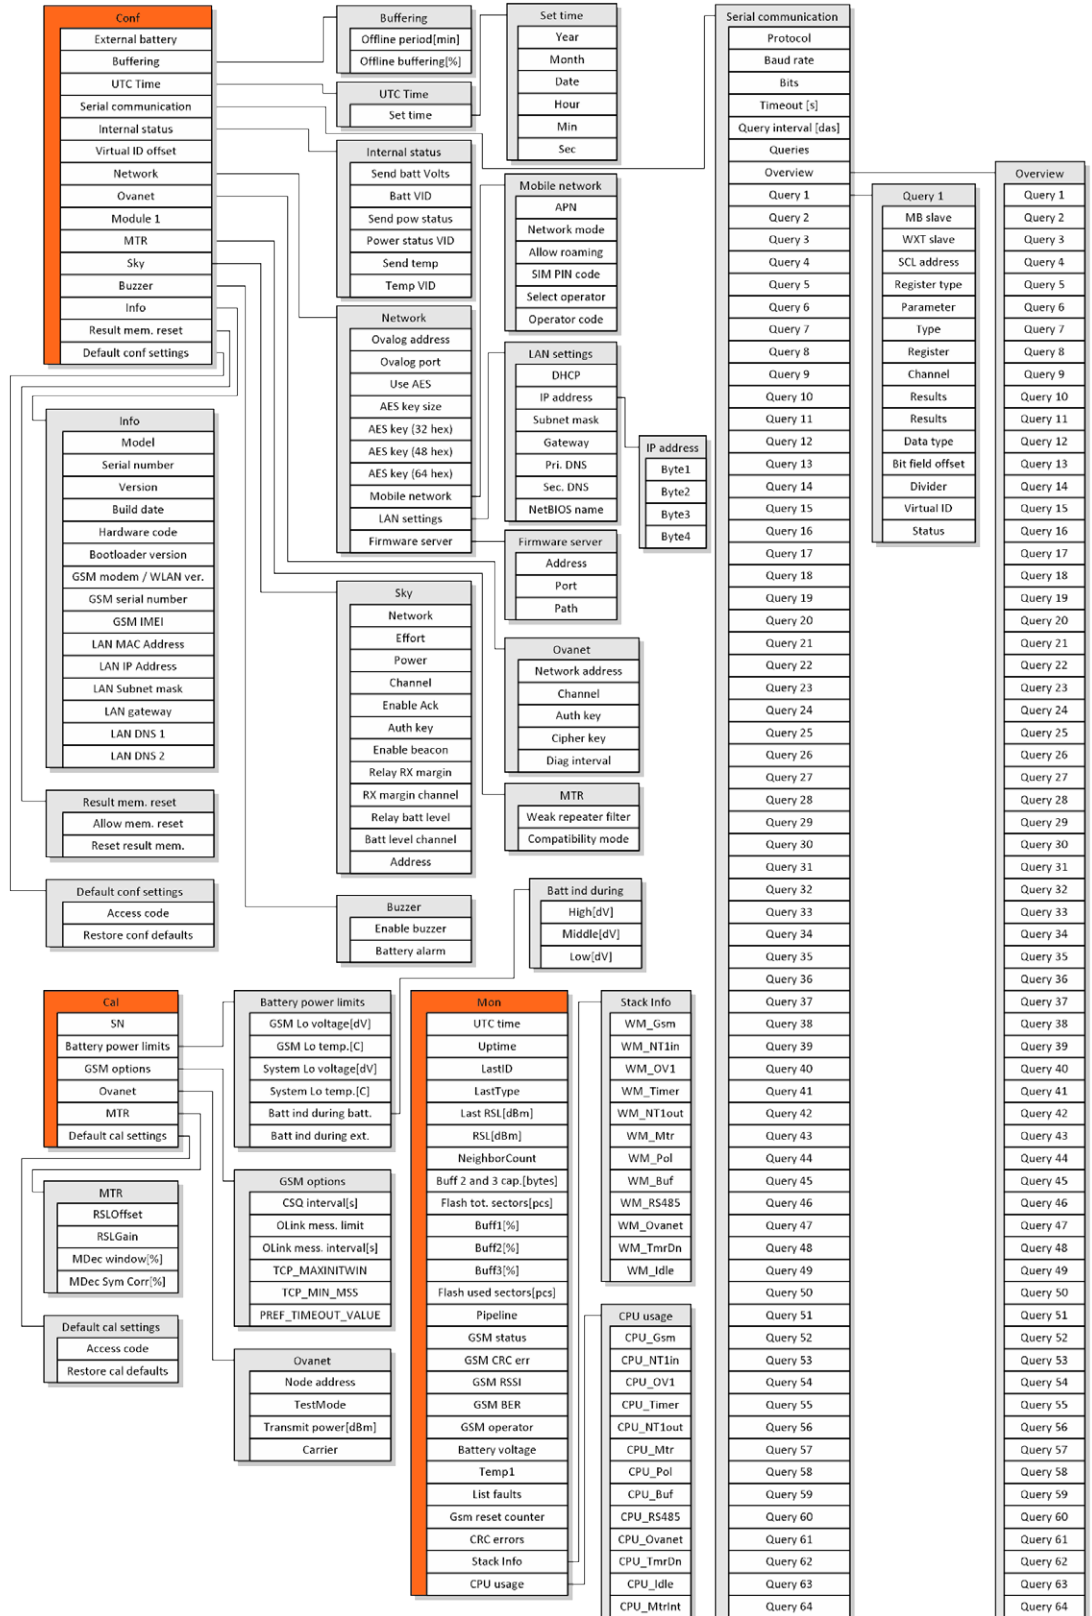 Conf
External battery
Buffering
UTC Time
Serial communication
Internal status
Virtual ID offset
Network
Ovanet
Module 1
MTR
Sky
Buzzer
Info
Result mem. reset
Default conf settings
Buffering
Offline period[min]
Offline buffering[%]
UTC Time
Set time
Set time
Year
Month
Date
Hour
Min
Sec
Internal status
Send batt Volts
Batt VID
Send pow status
Power status VID
Send temp
Temp VID
Mobile network
APN
Network mode
Allow roaming
SIM PIN code
Select operator
Operator code
Network
Ovalog address
Ovalog port
Use AES
AES key size
AES key (32 hex)
AES key (48 hex)
AES key (64 hex)
Mobile network
LAN settings
Firmware server
LAN settings
DHCP
IP address
Subnet mask
Gateway
Pri. DNS
Sec. DNS
NetBIOS name
IP address
Byte1
Byte2
Byte3
Byte4
Firmware server
Address
Port
Path
Info
Model
Serial number
Version
Build date
Hardware code
Bootloader version
GSM modem / WLAN ver.
GSM serial number
GSM IMEI
LAN MAC Address
LAN IP Address
LAN Subnet mask
LAN gateway
LAN DNS 1
LAN DNS 2
Sky
Network
Effort
Power
Channel
Enable Ack
Auth key
Enable beacon
Relay RX margin
RX margin channel
Relay batt level
Batt level channel
Address
Ovanet
Network address
Channel
Auth key
Cipher key
Diag interval
MTR
Weak repeater filter
Compatibility mode
Result mem. reset
Allow mem. reset
Reset result mem.
Default conf settings
Access code
Restore conf defaults
Buzzer
Enable buzzer
Battery alarm
Batt ind during
High[dV]
Middle[dV]
Low[dV]
Cal
SN
Battery power limits
GSM options
Ovanet
MTR
Default cal settings
Battery power limits
GSM Lo voltage[dV]
GSM Lo temp.[C]
System Lo voltage[dV]
System Lo temp.[C]
Batt ind during batt.
Batt ind during ext.
MTR
RSLOffset
RSLGain
MDec window[%]
MDec Sym Corr[%]
GSM options
CSQ interval[s]
OLink mess. limit
OLink mess. interval[s]
TCP_MAXINITWIN
TCP_MIN_MSS
PREF_TIMEOUT_VALUE
Default cal settings
Access code
Restore cal defaults
Ovanet
Node address
TestMode
Transmit power[dBm]
Carrier
Mon
UTC time
Uptime
LastID
LastType
Last RSL[dBm]
RSL[dBm]
NeighborCount
Buff 2 and 3 cap.[bytes]
Flash tot. sectors[pcs]
Buff1[%]
Buff2[%]
Buff3[%]
Flash used sectors[pcs]
Pipeline
GSM status
GSM CRC err
GSM RSSI
GSM BER
GSM operator
Battery voltage
Temp1
List faults
Gsm reset counter
CRC errors
Stack Info
CPU usage
Stack Info
WM_Gsm
WM_NT1in
WM_OV1
WM_Timer
WM_NT1out
WM_Mtr
WM_Pol
WM_Buf
WM_RS485
WM_Ovanet
WM_TmrDn
WM_Idle
CPU usage
CPU_Gsm
CPU_NT1in
CPU_OV1
CPU_Timer
CPU_NT1out
CPU_Mtr
CPU_Pol
CPU_Buf
CPU_RS485
CPU_Ovanet
CPU_TmrDn
CPU_Idle
CPU_MtrInt
Serial communication
Protocol
Baud rate
Bits
Timeout [s]
Query interval [das]
Queries
Overview
Query 1
Query 2
Query 3
Query 4
Query 5
Query 6
Query 7
Query 8
Query 9
Query 10
Query 11
Query 12
Query 13
Query 14
Query 15
Query 16
Query 17
Query 18
Query 19
Query 20
Query 21
Query 22
Query 23
Query 24
Query 25
Query 26
Query 27
Query 28
Query 29
Query 30
Query 31
Query 32
Query 33
Query 34
Query 35
Query 36
Query 37
Query 38
Query 39
Query 40
Query 41
Query 42
Query 43
Query 44
Query 45
Query 46
Query 47
Query 48
Query 49
Query 50
Query 51
Query 52
Query 53
Query 54
Query 55
Query 56
Query 57
Query 58
Query 59
Query 60
Query 61
Query 62
Query 63
Query 64
Query 1
MB slave
WXT slave
SCL address
Register type
Parameter
Type
Register
Channel
Results
Results
Data type
Bit field offset
Divider
Virtual ID
Status
Overview
Query 1
Query 2
Query 3
Query 4
Query 5
Query 6
Query 7
Query 8
Query 9
Query 10
Query 11
Query 12
Query 13
Query 14
Query 15
Query 16
Query 17
Query 18
Query 19
Query 20
Query 21
Query 22
Query 23
Query 24
Query 25
Query 26
Query 27
Query 28
Query 29
Query 30
Query 31
Query 32
Query 33
Query 34
Query 35
Query 36
Query 37
Query 38
Query 39
Query 40
Query 41
Query 42
Query 43
Query 44
Query 45
Query 46
Query 47
Query 48
Query 49
Query 50
Query 51
Query 52
Query 53
Query 54
Query 55
Query 56
Query 57
Query 58
Query 59
Query 60
Query 61
Query 62
Query 63
Query 64